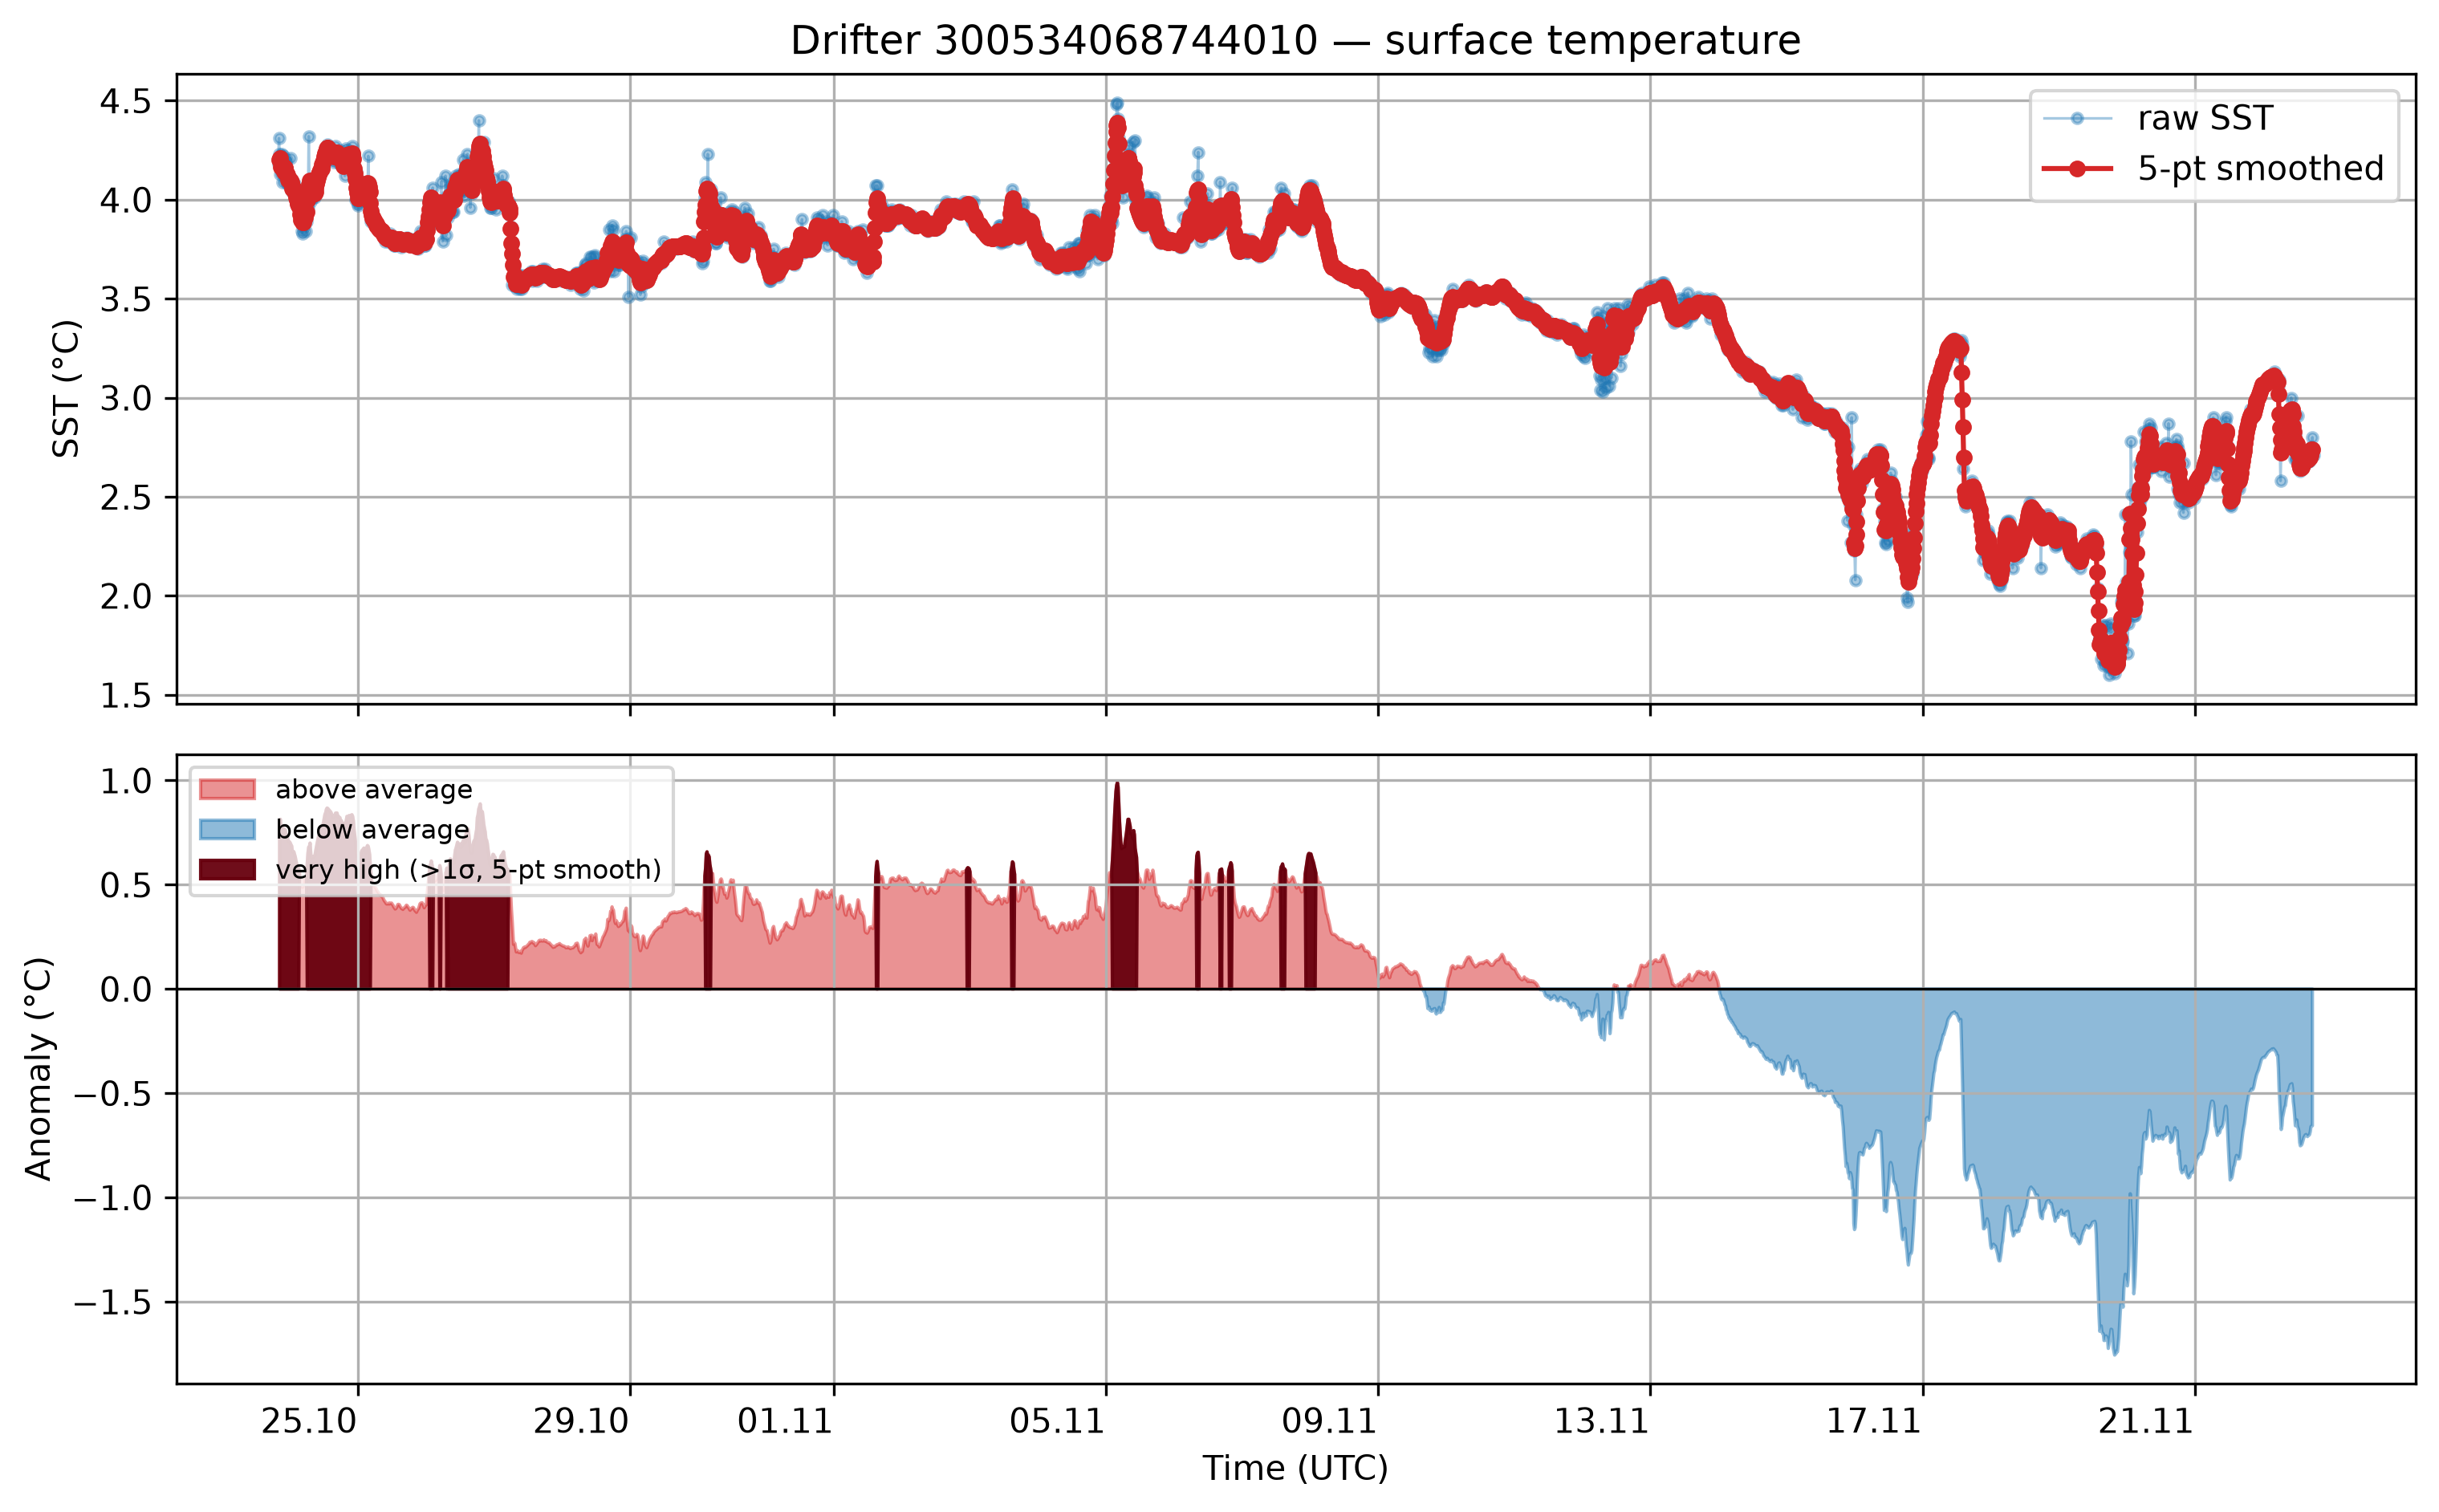 Drifter 300534068744010 — surface temperature
4.5
4.0
3.5
3.0
2.5
2.0
1.5
SST (°C)
raw SST
5-pt smoothed
1.0
0.5
0.0
−0.5
−1.0
−1.5
Anomaly (°C)
above average
below average
very high (>1σ, 5-pt smooth)
25.10
29.10
01.11
05.11
09.11
13.11
17.11
21.11
Time (UTC)